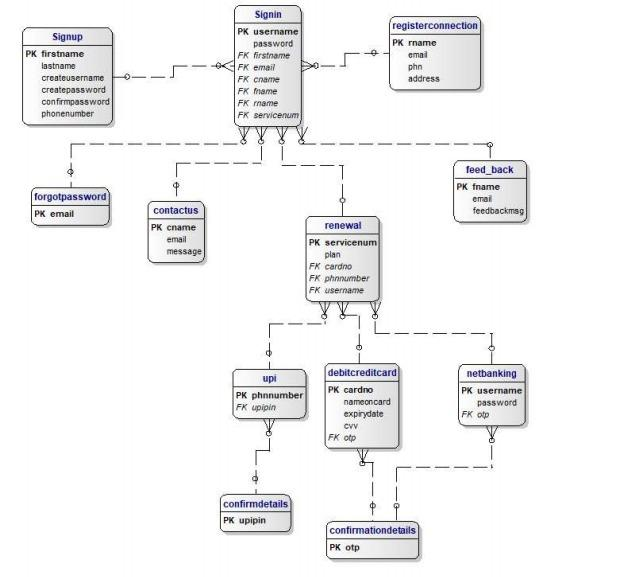 Signup
PK firstname
lastname
createusername
createpassword
confirmpassword
phonenumber
Signin
PK username
password
FK firstname
FK email
FK cname
FK fname
FK rname
FK servicenum
registerconnection
PK rname
email
phn
address
forgotpassword
PK email
contactus
PK cname
email
message
renewal
PK servicenum
plan
FK cardno
FK phnnumber
FK username
feed_back
PK fname
email
feedbackmsg
upi
PK phnnumber
FK upipin
debitcreditcard
PK cardno
nameoncard
expirydate
cvv
FK otp
netbanking
PK username
password
FK otp
confirmdetails
PK upipin
confirmationdetails
PK otp